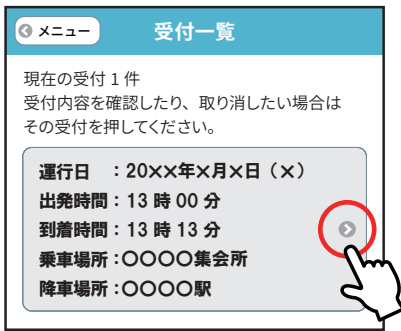 メニュー
受付一覧
現在の受付 1 件
受付内容を確認したり、取り消したい場合は
その受付を押してください。
運行日 ：20××年×月×日（×）
出発時間：13 時 00 分
到着時間：13 時 13 分
乗車場所：〇〇〇〇集会所
降車場所：〇〇〇〇駅